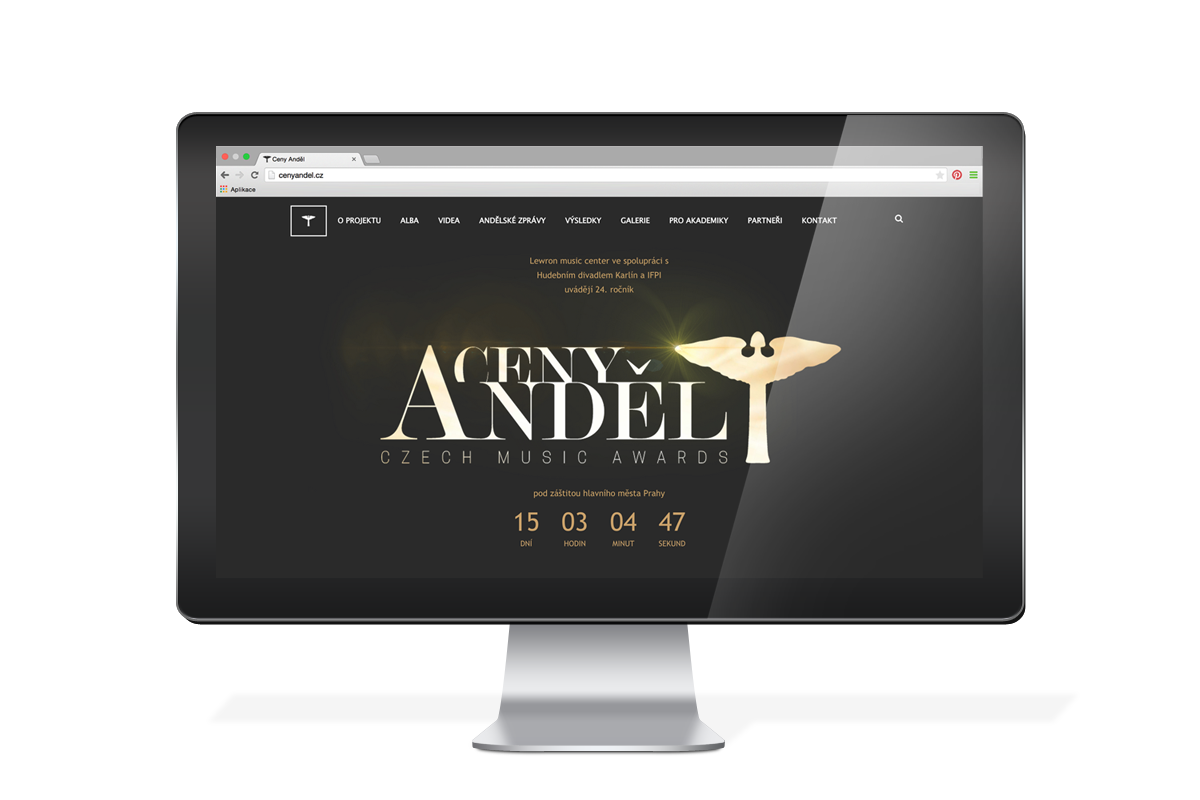 Ceny Anděl
cenyandel.cz
Aplikace
O PROJEKTU ALBA VIDEA ANDĚLSKÉ ZPRÁVY VÝSLEDKY GALERIE PRO AKADEMIKY PARTNEŘI KONTAKT
Lewron music center ve spolupráci s
Hudebním divadlem Karlín a IFPI
uvádějí 24. ročník
CENY
ANDĚL
CZECH MUSIC AWARDS
pod záštitou hlavního města Prahy
15 03 04 47
DNÍ HODIN MINUT SEKUND